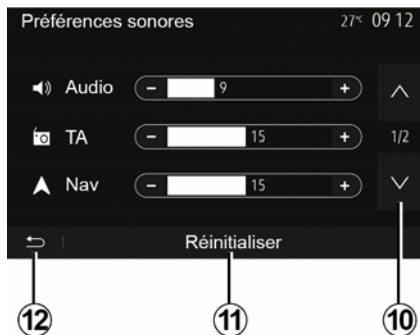 Préférences sonores 27°C 09 12
Audio - 9 +
TA - 15 + 1/2
Nav - 15 +
Réinitialiser
12 11 10